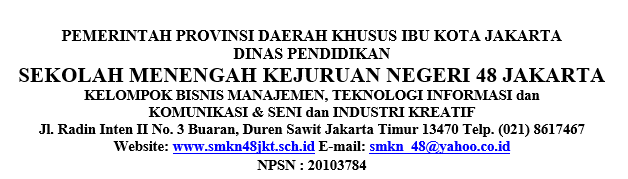 PEMERINTAH PROVINSI DAERAH KHUSUS IBU KOTA JAKARTA
DINAS PENDIDIKAN
SEKOLAH MENENGAH KEJURUAN NEGERI 48 JAKARTA
KELOMPOK BISNIS MANAJEMEN, TEKNOLOGI INFORMASI dan
KOMUNIKASI & SENI dan INDUSTRI KREATIF
Jl. Radin Inten II No. 3 Buaran, Duren Sawit Jakarta Timur 13470 Telp. (021) 8617467
Website: www.smkn48jkt.sch.id E-mail: smkn_48@yahoo.co.id
NPSN : 20103784